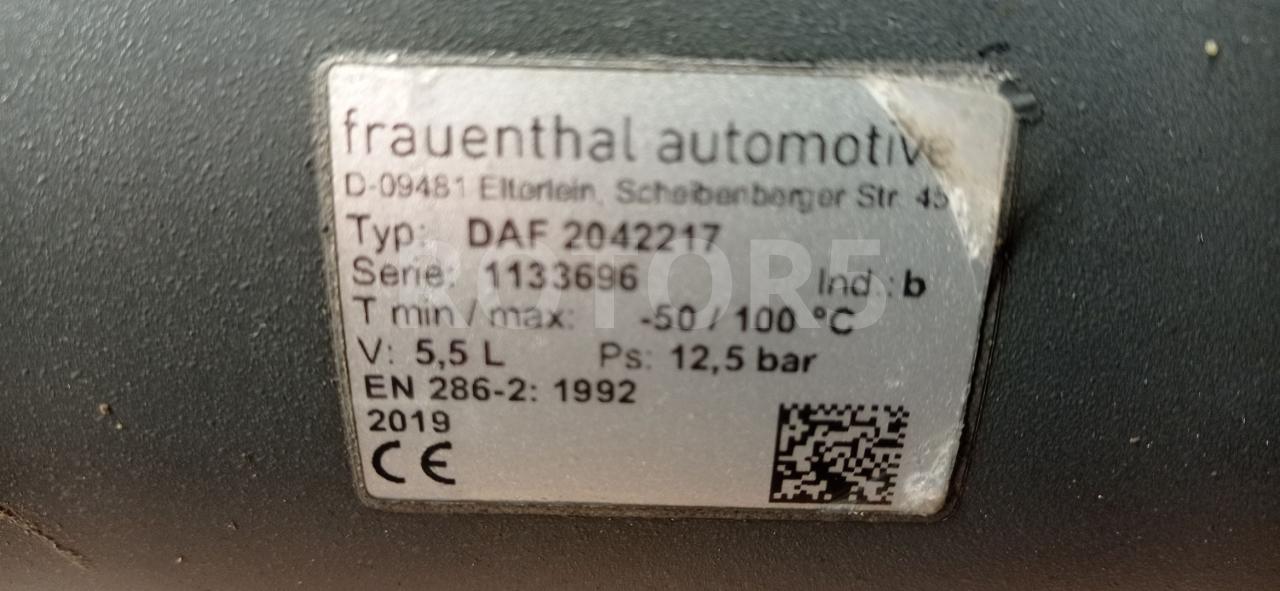 frauenthal automotive
D-09481 Elterlein, Scheibenberger Str. 45
Typ: DAF 2042217
Serie: 1133696 Ind.: b
ROTOR5
T min / max: -50 / 100 °C
V: 5,5 L Ps: 12,5 bar
EN 286-2: 1992
2019
CE